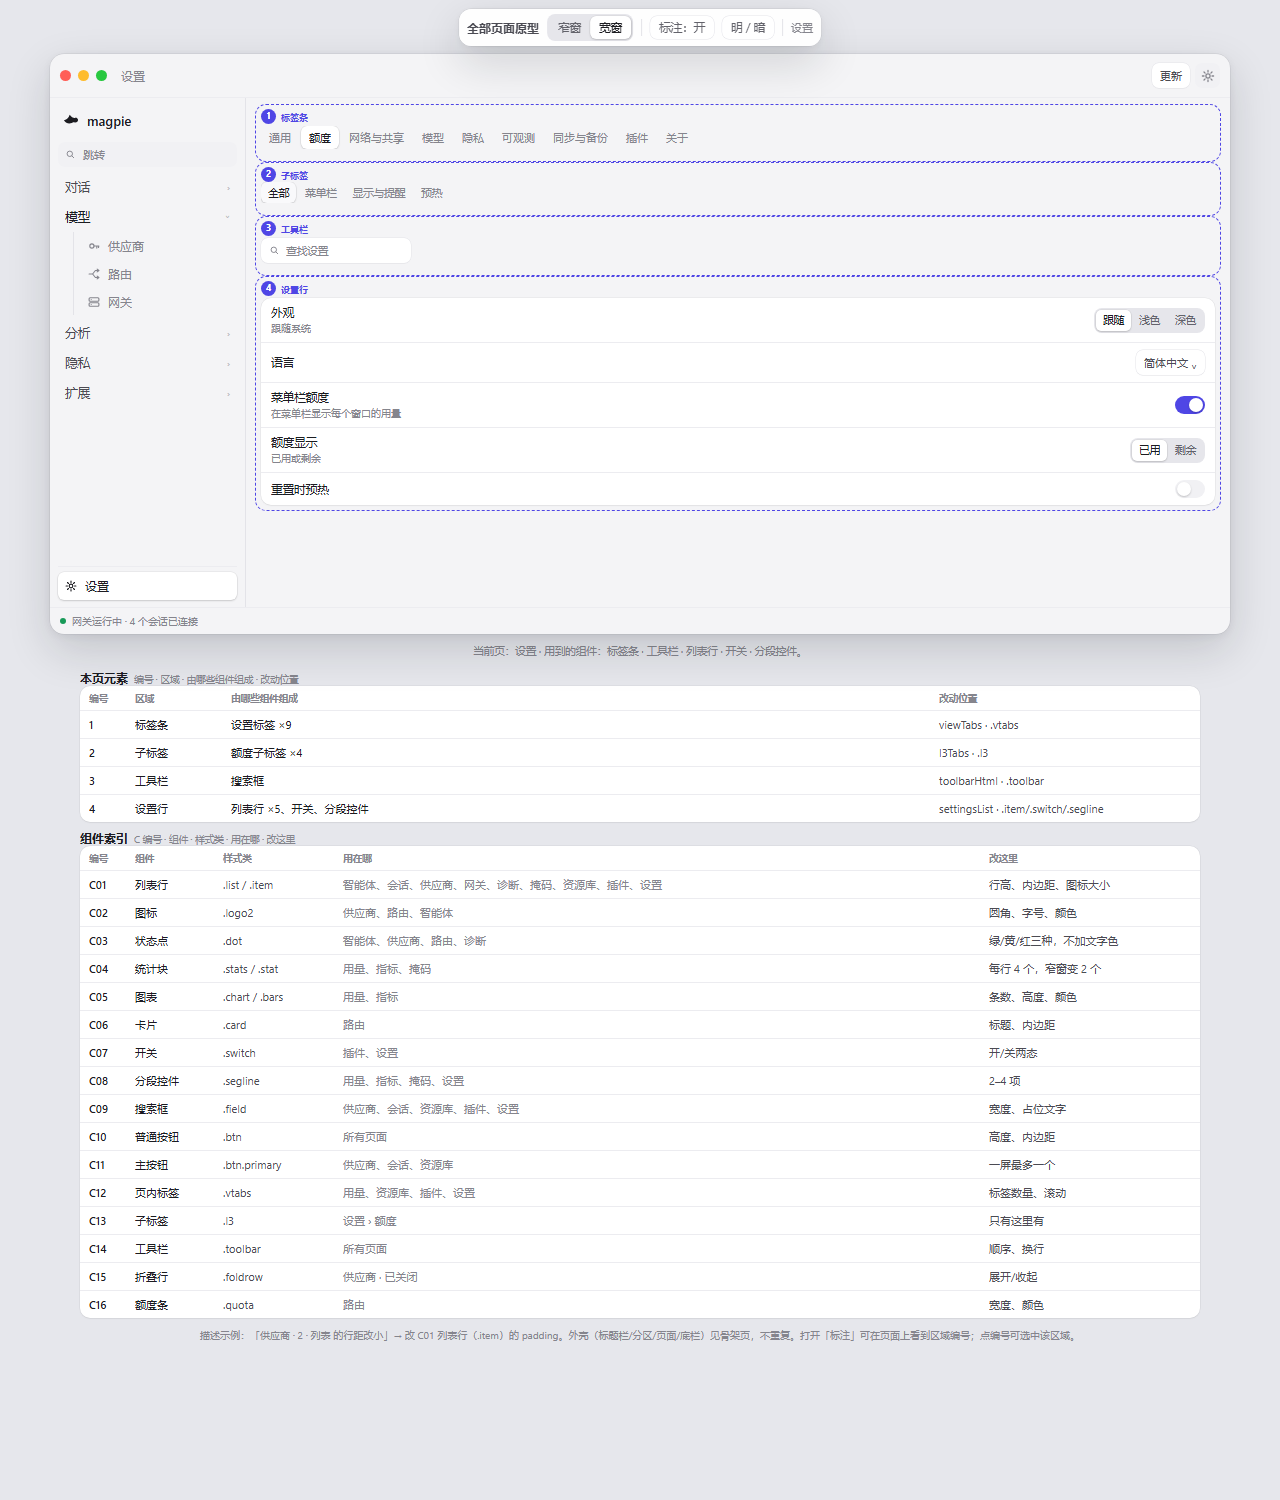 全部页面原型 窄窗 宽窗 标注：开 明 / 暗 设置
设置 更新
magpie
跳转
对话
模型
供应商
路由
网关
分析
隐私
扩展
设置
1 标签条
通用 额度 网络与共享 模型 隐私 可观测 同步与备份 插件 关于
2 子标签
全部 菜单栏 显示与提醒 预热
3 工具栏
查找设置
4 设置行
外观
跟随系统
跟随 浅色 深色
语言
简体中文
菜单栏额度
在菜单栏显示每个窗口的用量
额度显示
已用或剩余
已用 剩余
重置时预热
网关运行中 · 4 个会话已连接
当前页：设置 · 用到的组件：标签条 · 工具栏 · 列表行 · 开关 · 分段控件。
本页元素 编号 · 区域 · 由哪些组件组成 · 改动位置
编号 区域 由哪些组件组成 改动位置
1 标签条 设置标签 ×9 viewTabs · .vtabs
2 子标签 额度子标签 ×4 l3Tabs · .l3
3 工具栏 搜索框 toolbarHtml · .toolbar
4 设置行 列表行 ×5、开关、分段控件 settingsList · .item/.switch/.segline
组件索引 C 编号 · 组件 · 样式类 · 用在哪 · 改这里
编号 组件 样式类 用在哪 改这里
C01 列表行 .list / .item 智能体、会话、供应商、网关、诊断、掩码、资源库、插件、设置 行高、内边距、图标大小
C02 图标 .logo2 供应商、路由、智能体 圆角、字号、颜色
C03 状态点 .dot 智能体、供应商、路由、诊断 绿/黄/红三种，不加文字色
C04 统计块 .stats / .stat 用量、指标、掩码 每行 4 个，窄窗变 2 个
C05 图表 .chart / .bars 用量、指标 条数、高度、颜色
C06 卡片 .card 路由 标题、内边距
C07 开关 .switch 插件、设置 开/关两态
C08 分段控件 .segline 用量、指标、掩码、设置 2–4 项
C09 搜索框 .field 供应商、会话、资源库、插件、设置 宽度、占位文字
C10 普通按钮 .btn 所有页面 高度、内边距
C11 主按钮 .btn.primary 供应商、会话、资源库 一屏最多一个
C12 页内标签 .vtabs 用量、资源库、插件、设置 标签数量、滚动
C13 子标签 .l3 设置 › 额度 只有这里有
C14 工具栏 .toolbar 所有页面 顺序、换行
C15 折叠行 .foldrow 供应商 · 已关闭 展开/收起
C16 额度条 .quota 路由 宽度、颜色
描述示例：「供应商 · 2 · 列表 的行距改小」→ 改 C01 列表行（.item）的 padding。外壳（标题栏/分区/页面/底栏）见骨架页，不重复。打开「标注」可在页面上看到区域编号；点编号可选中该区域。